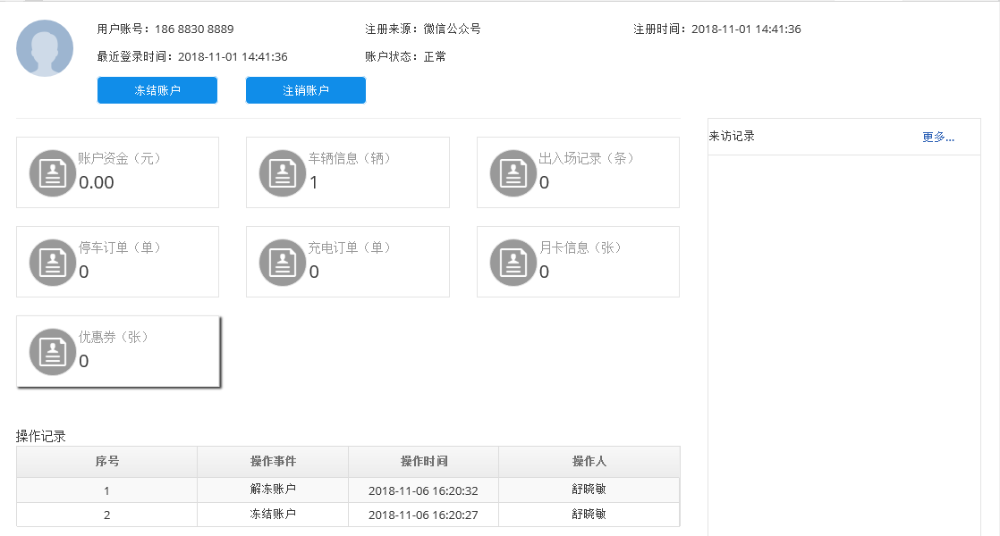 用户账号：186 8830 8889 注册来源：微信公众号 注册时间：2018-11-01 14:41:36
最近登录时间：2018-11-01 14:41:36 账户状态：正常
冻结账户 注销账户
来访记录 更多...
账户资金（元） 车辆信息（辆） 出入场记录（条）
0.00 1 0
停车订单（单） 充电订单（单） 月卡信息（张）
0 0 0
优惠券（张）
0
操作记录
序号 操作事件 操作时间 操作人
1 解冻账户 2018-11-06 16:20:32 舒晓敏
2 冻结账户 2018-11-06 16:20:27 舒晓敏